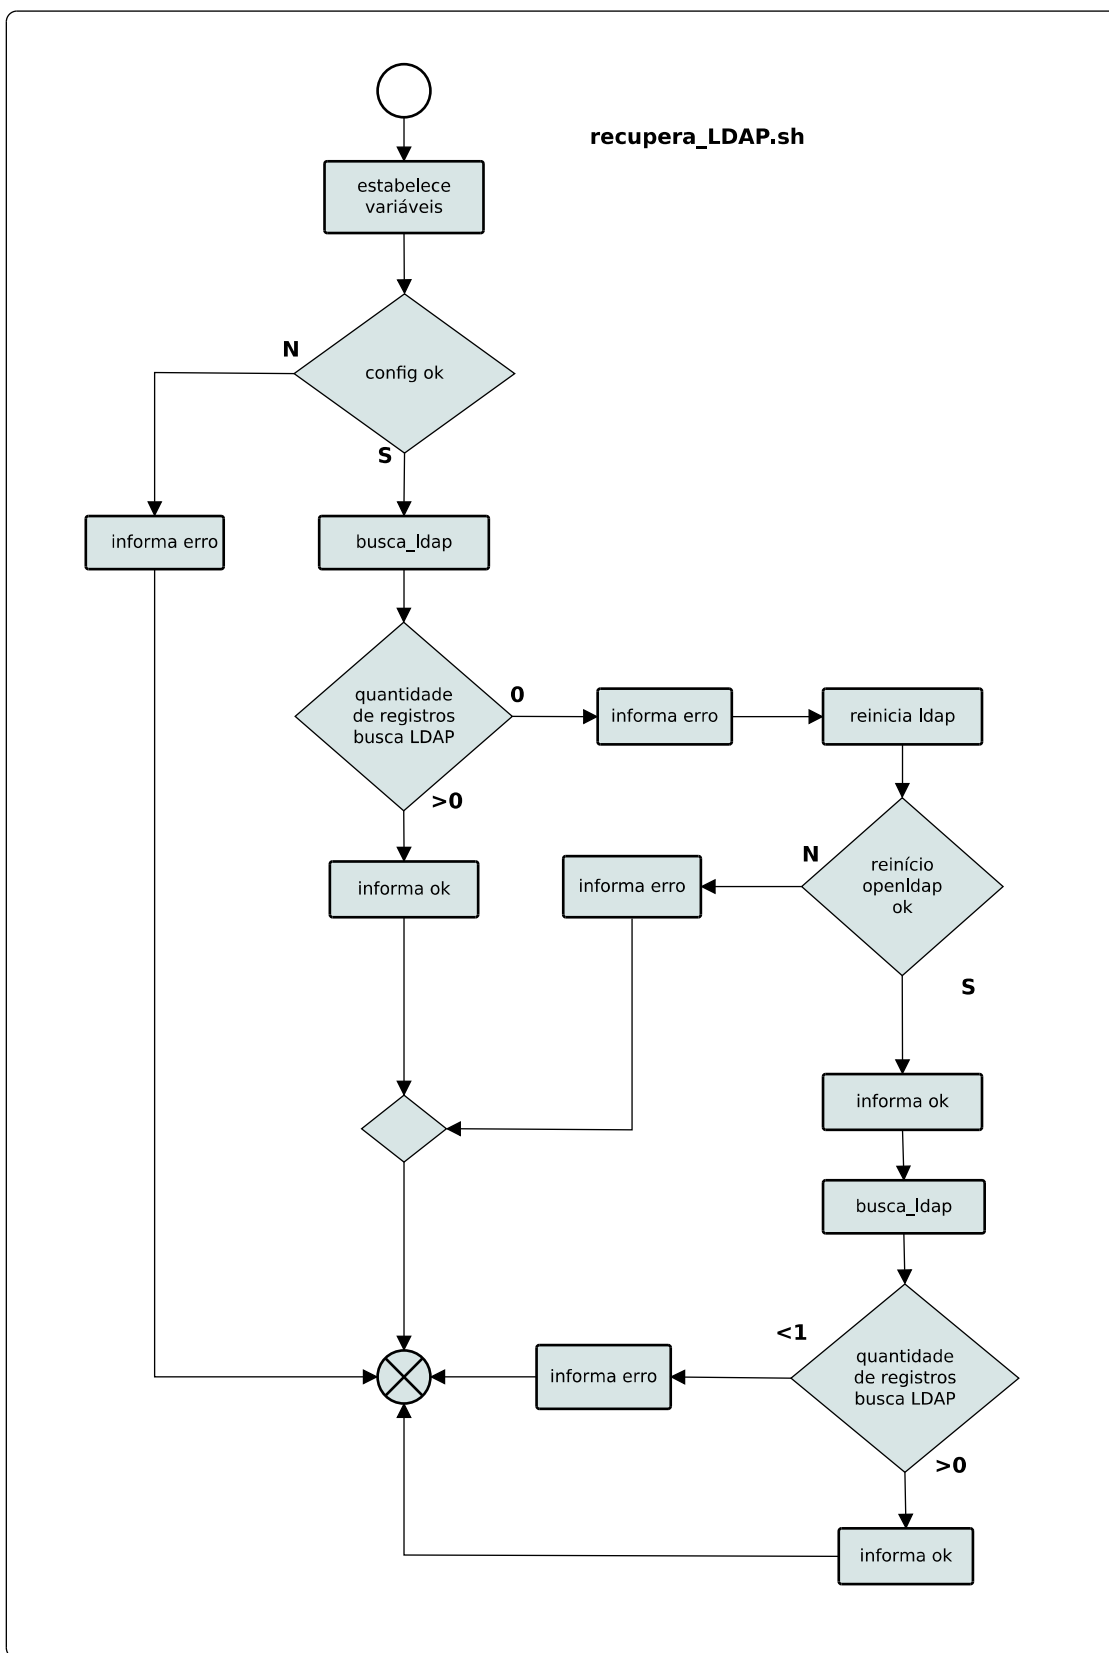 recupera_LDAP.sh
estabelece
variáveis
N
config ok
S
informa erro
busca_ldap
quantidade
de registros
busca LDAP
0
informa erro
reinicia ldap
>0
informa ok
informa erro
N
reinício
openldap
ok
S
informa ok
busca_ldap
<1
quantidade
de registros
busca LDAP
informa erro
>0
informa ok